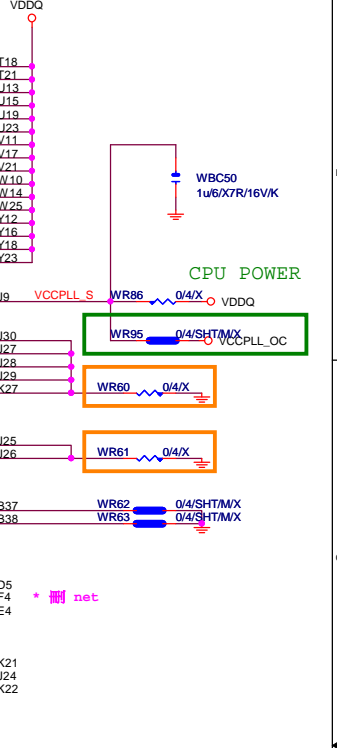 VDDQ
T18
T21
U13
U15
U19
U23
V11
V17
V21
W10
W14
W25
Y12
Y16
Y18
Y23
WBC50
1u/6/X7R/16V/K
CPU POWER
J9 VCCPLL_S WR86 0/4/X VDDQ
WR95 0/4/SHT/M/X VCCPLL_OC
J30
J27
J28
J29
K27 WR60 0/4/X
J25
J26 WR61 0/4/X
B37 WR62 0/4/SHT/M/X
B38 WR63 0/4/SHT/M/X
D5
F4
E4
* net
K21
J24
K22